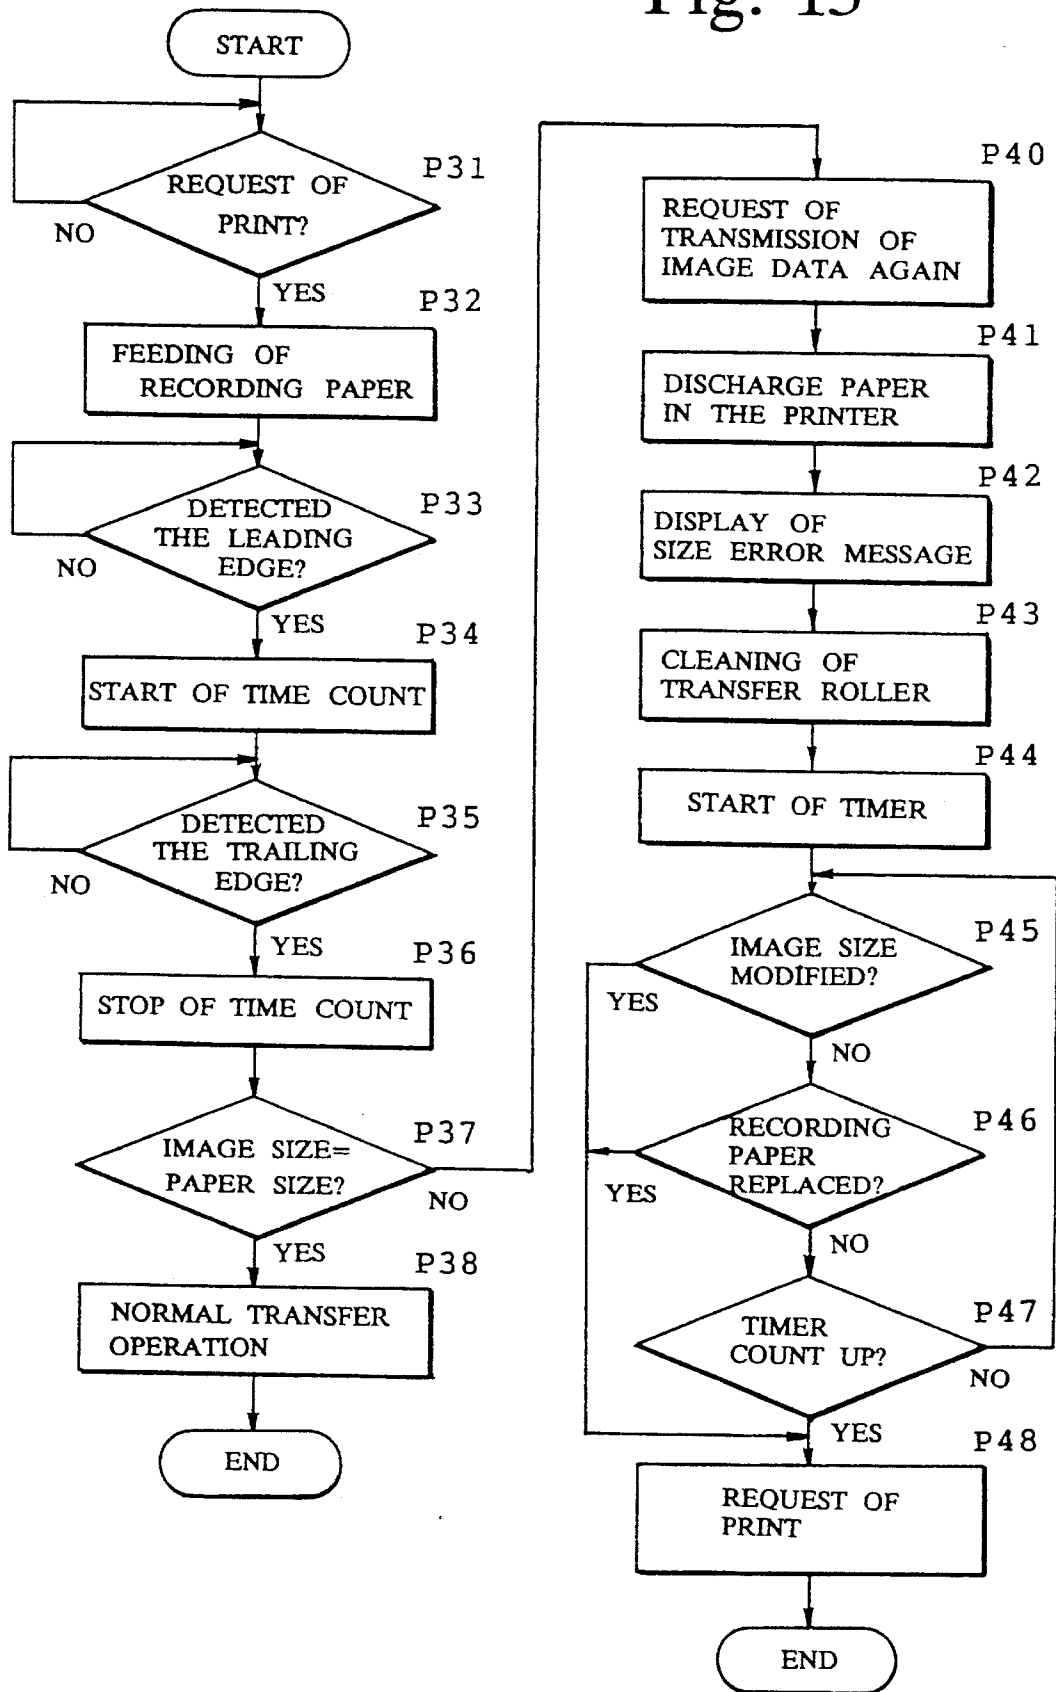 Fig. 15
START
P31
REQUEST OF
PRINT?
NO
YES
P32
FEEDING OF
RECORDING PAPER
P33
DETECTED
THE LEADING
EDGE?
NO
YES
P34
START OF TIME COUNT
P35
DETECTED
THE TRAILING
EDGE?
NO
YES
P36
STOP OF TIME COUNT
P37
IMAGE SIZE=
PAPER SIZE?
NO
YES
P38
NORMAL TRANSFER
OPERATION
END
P40
REQUEST OF
TRANSMISSION OF
IMAGE DATA AGAIN
P41
DISCHARGE PAPER
IN THE PRINTER
P42
DISPLAY OF
SIZE ERROR MESSAGE
P43
CLEANING OF
TRANSFER ROLLER
P44
START OF TIMER
P45
IMAGE SIZE
MODIFIED?
YES
NO
P46
RECORDING
PAPER
REPLACED?
YES
NO
P47
TIMER
COUNT UP?
NO
YES
P48
REQUEST OF
PRINT
END